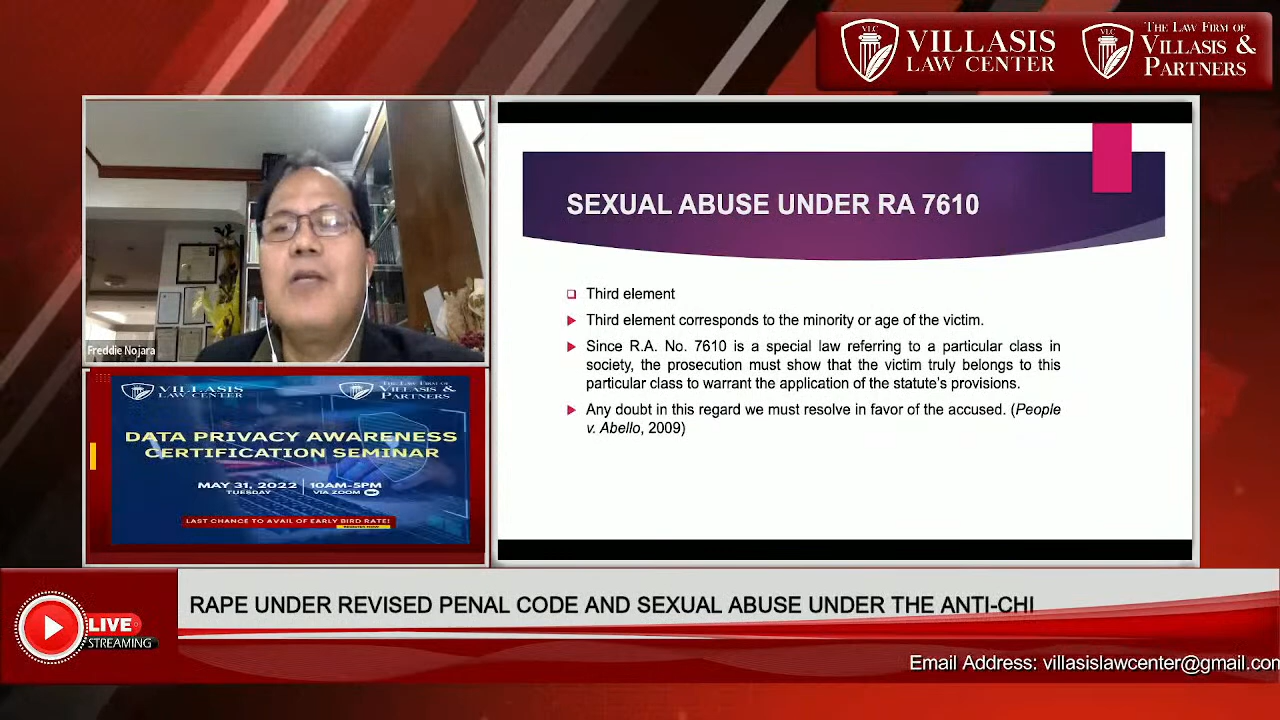 VLC
VILLASIS
LAW CENTER
VLC
THE LAW FIRM OF
VILLASIS &
PARTNERS
Freddie Nojara
SEXUAL ABUSE UNDER RA 7610
Third element
Third element corresponds to the minority or age of the victim.
Since R.A. No. 7610 is a special law referring to a particular class in
society, the prosecution must show that the victim truly belongs to this
particular class to warrant the application of the statute's provisions.
Any doubt in this regard we must resolve in favor of the accused. (People
v. Abello, 2009)
VILLASIS
LAW CENTER
THE LAW FIRM OF
VILLASIS &
PARTNERS
DATA PRIVACY AWARENESS
CERTIFICATION SEMINAR
MAY 31, 2022
TUESDAY
10AM-5PM
VIA ZOOM
LAST CHANCE TO AVAIL OF EARLY BIRD RATE!
LIVE
STREAMING
RAPE UNDER REVISED PENAL CODE AND SEXUAL ABUSE UNDER THE ANTI-CHI
Email Address: villasislawcenter@gmail.con